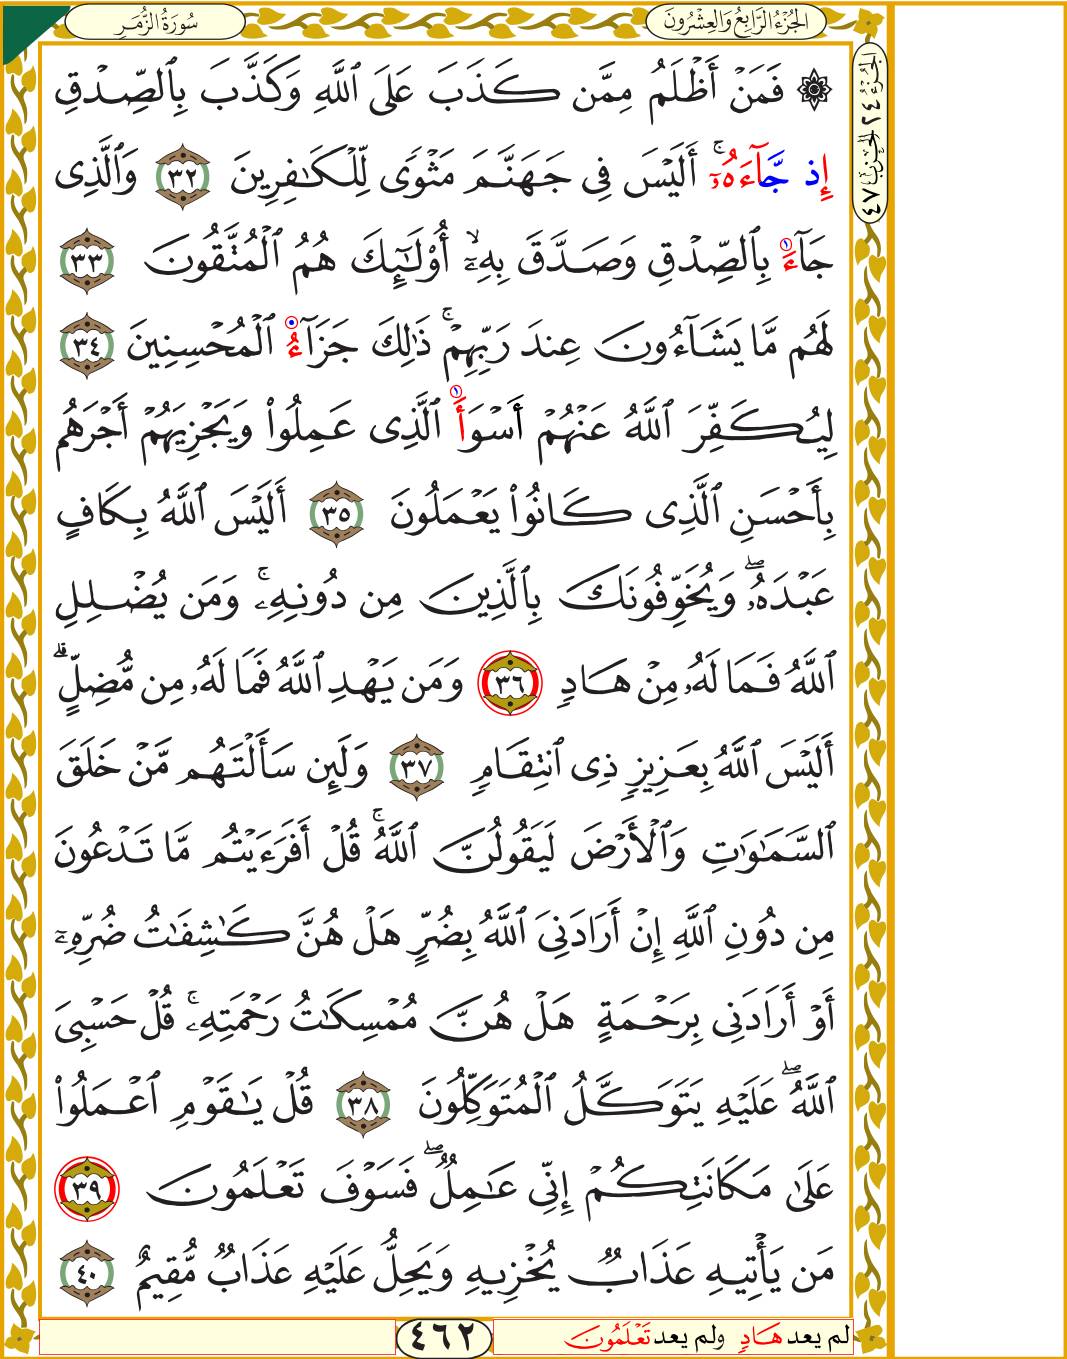 سُورَةُ الزُّمَرِ
الجُزْءُ الرَّابِعُ وَالعِشْرُونَ
الجزء ٢٤ الحزب ٤٧
۞ فَمَنۡ أَظۡلَمُ مِمَّن كَذَبَ عَلَى ٱللَّهِ وَكَذَّبَ بِٱلصِّدۡقِ
إِذ جَّآءَهُۥٓۚ أَلَيۡسَ فِى جَهَنَّمَ مَثۡوًى لِّلۡكَٰفِرِينَ ٣٢ وَٱلَّذِى
جَآءَ بِٱلصِّدۡقِ وَصَدَّقَ بِهِۦٓۙ أُوْلَٰٓئِكَ هُمُ ٱلۡمُتَّقُونَ ٣٣
لَهُم مَّا يَشَآءُونَ عِندَ رَبِّهِمۡۚ ذَٰلِكَ جَزَآءُ ٱلۡمُحۡسِنِينَ ٣٤
لِيُكَفِّرَ ٱللَّهُ عَنۡهُمۡ أَسۡوَأَ ٱلَّذِى عَمِلُواْ وَيَجۡزِيَهُمۡ أَجۡرَهُم
بِأَحۡسَنِ ٱلَّذِى كَانُواْ يَعۡمَلُونَ ٣٥ أَلَيۡسَ ٱللَّهُ بِكَافٍ
عَبۡدَهُۥۖ وَيُخَوِّفُونَكَ بِٱلَّذِينَ مِن دُونِهِۦۚ وَمَن يُضۡلِلِ
ٱللَّهُ فَمَا لَهُۥ مِنۡ هَادٍ ٣٦ وَمَن يَهۡدِ ٱللَّهُ فَمَا لَهُۥ مِن مُّضِلٍّۗ
أَلَيۡسَ ٱللَّهُ بِعَزِيزٍ ذِى ٱنتِقَامٍ ٣٧ وَلَئِن سَأَلۡتَهُم مَّنۡ خَلَقَ
ٱلسَّمَٰوَٰتِ وَٱلۡأَرۡضَ لَيَقُولُنَّ ٱللَّهُۚ قُلۡ أَفَرَءَيۡتُم مَّا تَدۡعُونَ
مِن دُونِ ٱللَّهِ إِنۡ أَرَادَنِىَ ٱللَّهُ بِضُرٍّ هَلۡ هُنَّ كَٰشِفَٰتُ ضُرِّهِۦٓ
أَوۡ أَرَادَنِى بِرَحۡمَةٍ هَلۡ هُنَّ مُمۡسِكَٰتُ رَحۡمَتِهِۦۚ قُلۡ حَسۡبِىَ
ٱللَّهُۖ عَلَيۡهِ يَتَوَكَّلُ ٱلۡمُتَوَكِّلُونَ ٣٨ قُلۡ يَٰقَوۡمِ ٱعۡمَلُواْ
عَلَىٰ مَكَانَتِكُمۡ إِنِّى عَٰمِلٌۖ فَسَوۡفَ تَعۡلَمُونَ ٣٩
مَن يَأۡتِيهِ عَذَابٌ يُخۡزِيهِ وَيَحِلُّ عَلَيۡهِ عَذَابٌ مُّقِيمٌ ٤٠
لم يعد هَادٍ ولم يعد تَعۡلَمُونَ
٤٦٢